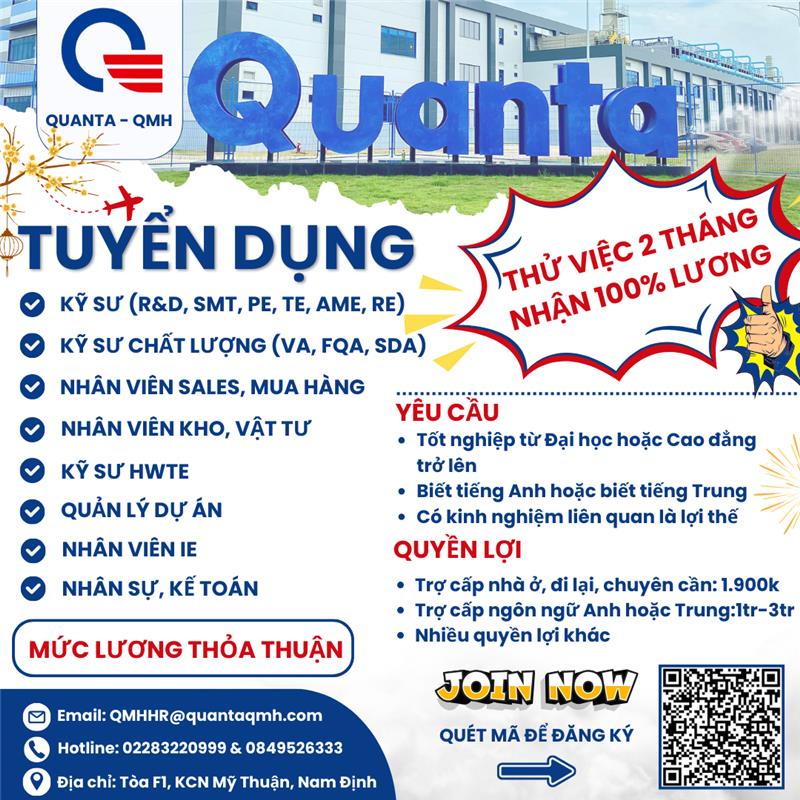 QUANTA - QMH
Quanta
TUYỂN DỤNG
THỬ VIỆC 2 THÁNG
NHẬN 100% LƯƠNG
KỸ SƯ (R&D, SMT, PE, TE, AME, RE)
KỸ SƯ CHẤT LƯỢNG (VA, FQA, SDA)
NHÂN VIÊN SALES, MUA HÀNG
NHÂN VIÊN KHO, VẬT TƯ
KỸ SƯ HWTE
QUẢN LÝ DỰ ÁN
NHÂN VIÊN IE
NHÂN SỰ, KẾ TOÁN
MỨC LƯƠNG THỎA THUẬN
YÊU CẦU
• Tốt nghiệp từ Đại học hoặc Cao đẳng
trở lên
• Biết tiếng Anh hoặc biết tiếng Trung
• Có kinh nghiệm liên quan là lợi thế
QUYỀN LỢI
• Trợ cấp nhà ở, đi lại, chuyên cần: 1.900k
• Trợ cấp ngôn ngữ Anh hoặc Trung:1tr-3tr
• Nhiều quyền lợi khác
JOIN NOW
QUÉT MÃ ĐỂ ĐĂNG KÝ
Email: QMHHR@quantaqmh.com
Hotline: 02283220999 & 0849526333
Địa chỉ: Tòa F1, KCN Mỹ Thuận, Nam Định